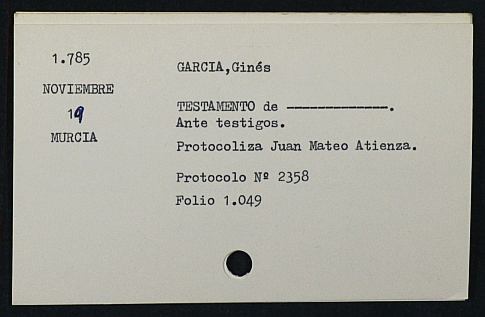 1.785
NOVIEMBRE
19
MURCIA
GARCIA,Ginés
TESTAMENTO de --------------.
Ante testigos.
Protocoliza Juan Mateo Atienza.
Protocolo Nº 2358
Folio 1.049